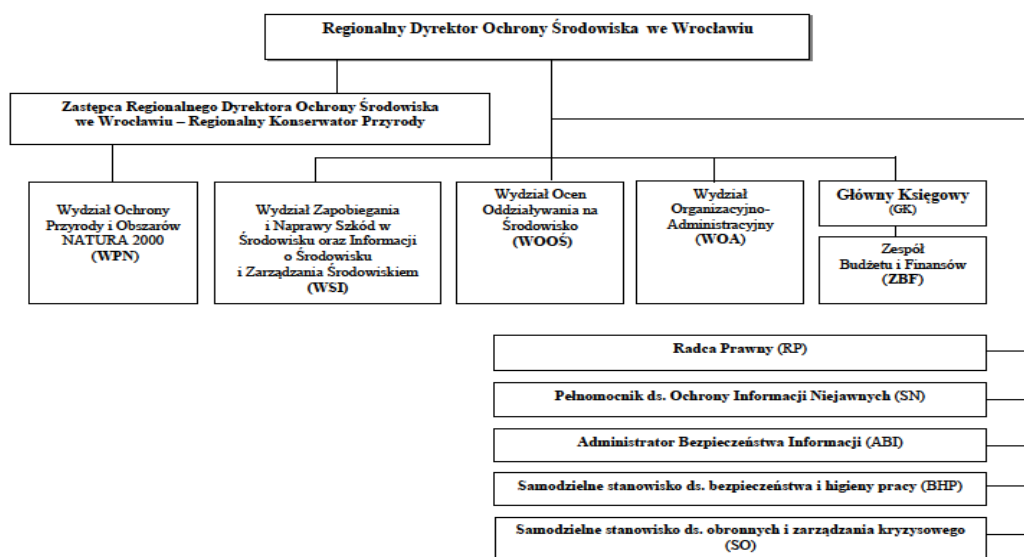 Regionalny Dyrektor Ochrony Środowiska we Wrocławiu
Zastępca Regionalnego Dyrektora Ochrony Środowiska
we Wrocławiu – Regionalny Konserwator Przyrody
Wydział Ochrony
Przyrody i Obszarów
NATURA 2000
(WPN)
Wydział Zapobiegania
i Naprawy Szkód w
Środowisku oraz Informacji
o Środowisku
i Zarządzania Środowiskiem
(WSI)
Wydział Ocen
Oddziaływania na
Środowisko
(WOOŚ)
Wydział
Organizacyjno-
Administracyjny
(WOA)
Główny Księgowy
(GK)
Zespół
Budżetu i Finansów
(ZBF)
Radca Prawny (RP)
Pełnomocnik ds. Ochrony Informacji Niejawnych (SN)
Administrator Bezpieczeństwa Informacji (ABI)
Samodzielne stanowisko ds. bezpieczeństwa i higieny pracy (BHP)
Samodzielne stanowisko ds. obronnych i zarządzania kryzysowego
(SO)